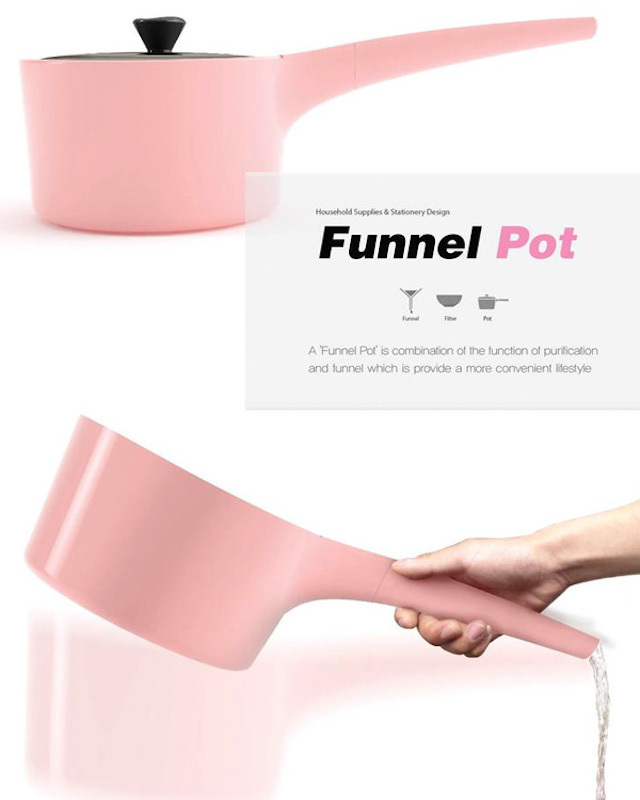 Household Supplies & Stationery Design
Funnel Pot
Funnel Filter Pot
A 'Funnel Pot' is combination of the function of purification
and funnel which is provide a more convenient lifestyle